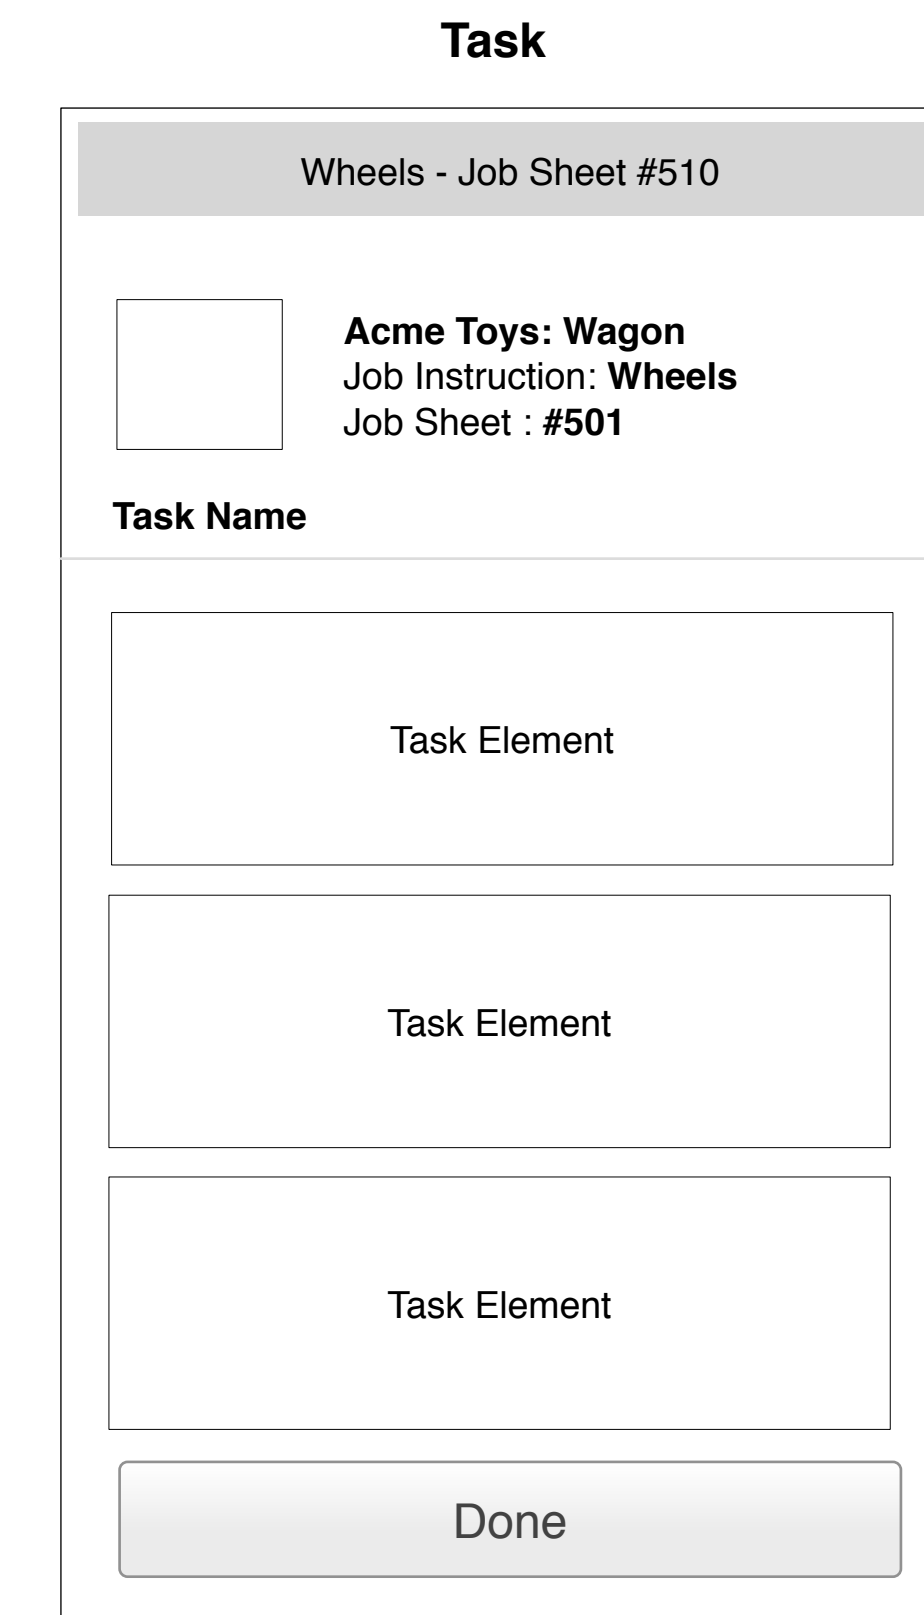 Task
Wheels - Job Sheet #510
Acme Toys: Wagon
Job Instruction: Wheels
Job Sheet : #501
Task Name
Task Element
Task Element
Task Element
Done